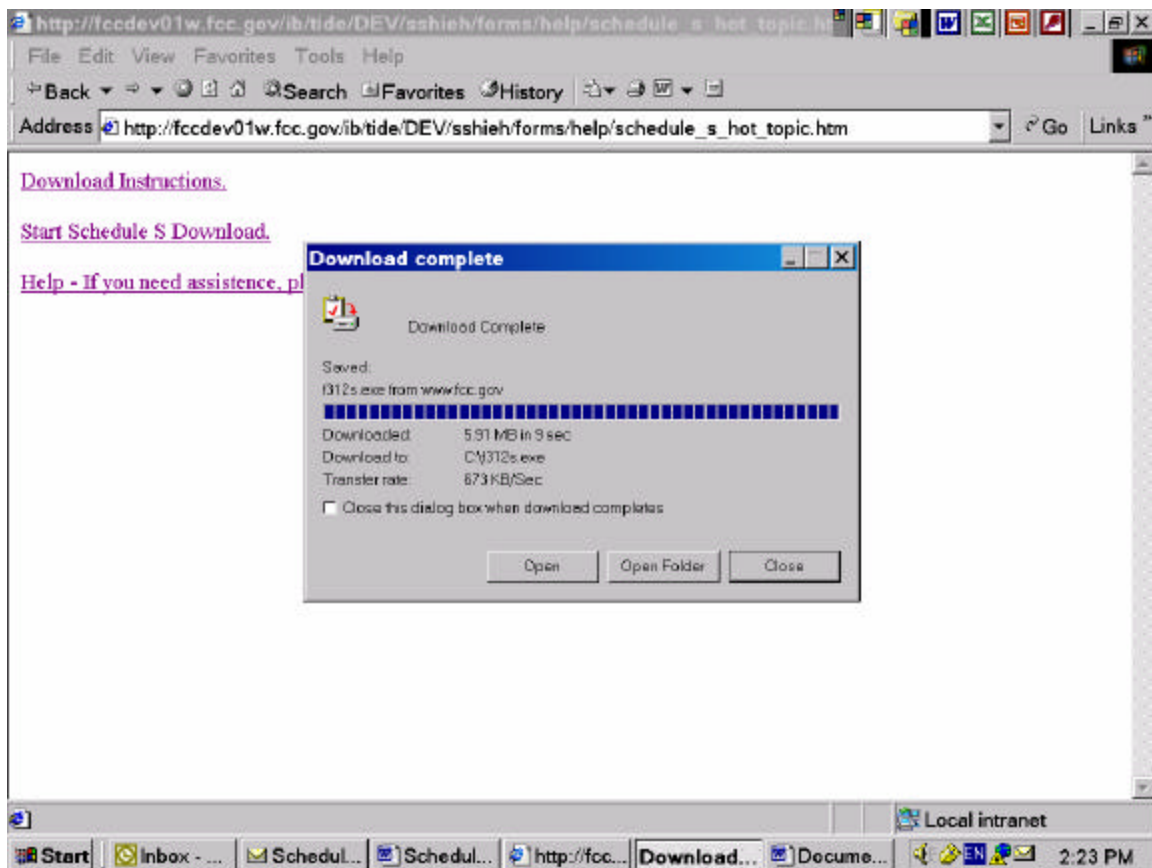 http://fccdev01w.fcc.gov/ib/tide/DEV/sshieh/forms/help/schedule_s_hot_topic.h
File Edit View Favorites Tools Help
Back Search Favorites History
Address http://fccdev01w.fcc.gov/ib/tide/DEV/sshieh/forms/help/schedule_s_hot_topic.htm Go Links "
Download Instructions.
Start Schedule S Download.
Help - If you need assistence, pl
Download complete
Download Complete
Saved:
f312s.exe from www.fcc.gov
Downloaded: 5.91 MB in 9 sec
Download to: C:\f312s.exe
Transfer rate: 673 KB/Sec
Close this dialog box when download completes
Open Open Folder Close
Local intranet
Start Inbox - ... Schedul... Schedul... http://fcc... Download... Docume... EN 2:23 PM